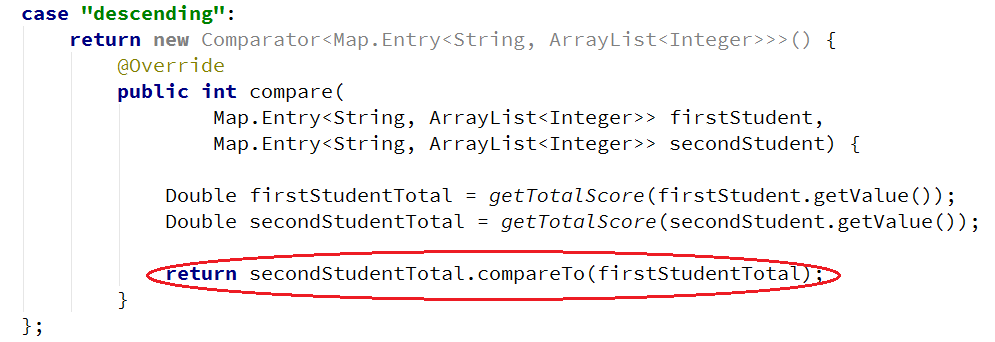 case "descending":
return new Comparator<Map.Entry<String, ArrayList<Integer>>>() {
@Override
public int compare(
Map.Entry<String, ArrayList<Integer>> firstStudent,
Map.Entry<String, ArrayList<Integer>> secondStudent) {
Double firstStudentTotal = getTotalScore(firstStudent.getValue());
Double secondStudentTotal = getTotalScore(secondStudent.getValue());
return secondStudentTotal.compareTo(firstStudentTotal);
}
};